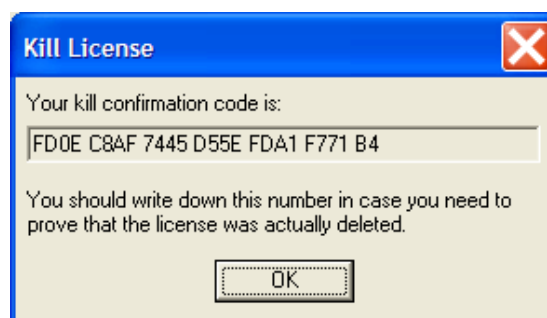 Kill License
Your kill confirmation code is:
FD0E C8AF 7445 D55E FDA1 F771 B4
You should write down this number in case you need to
prove that the license was actually deleted.
OK